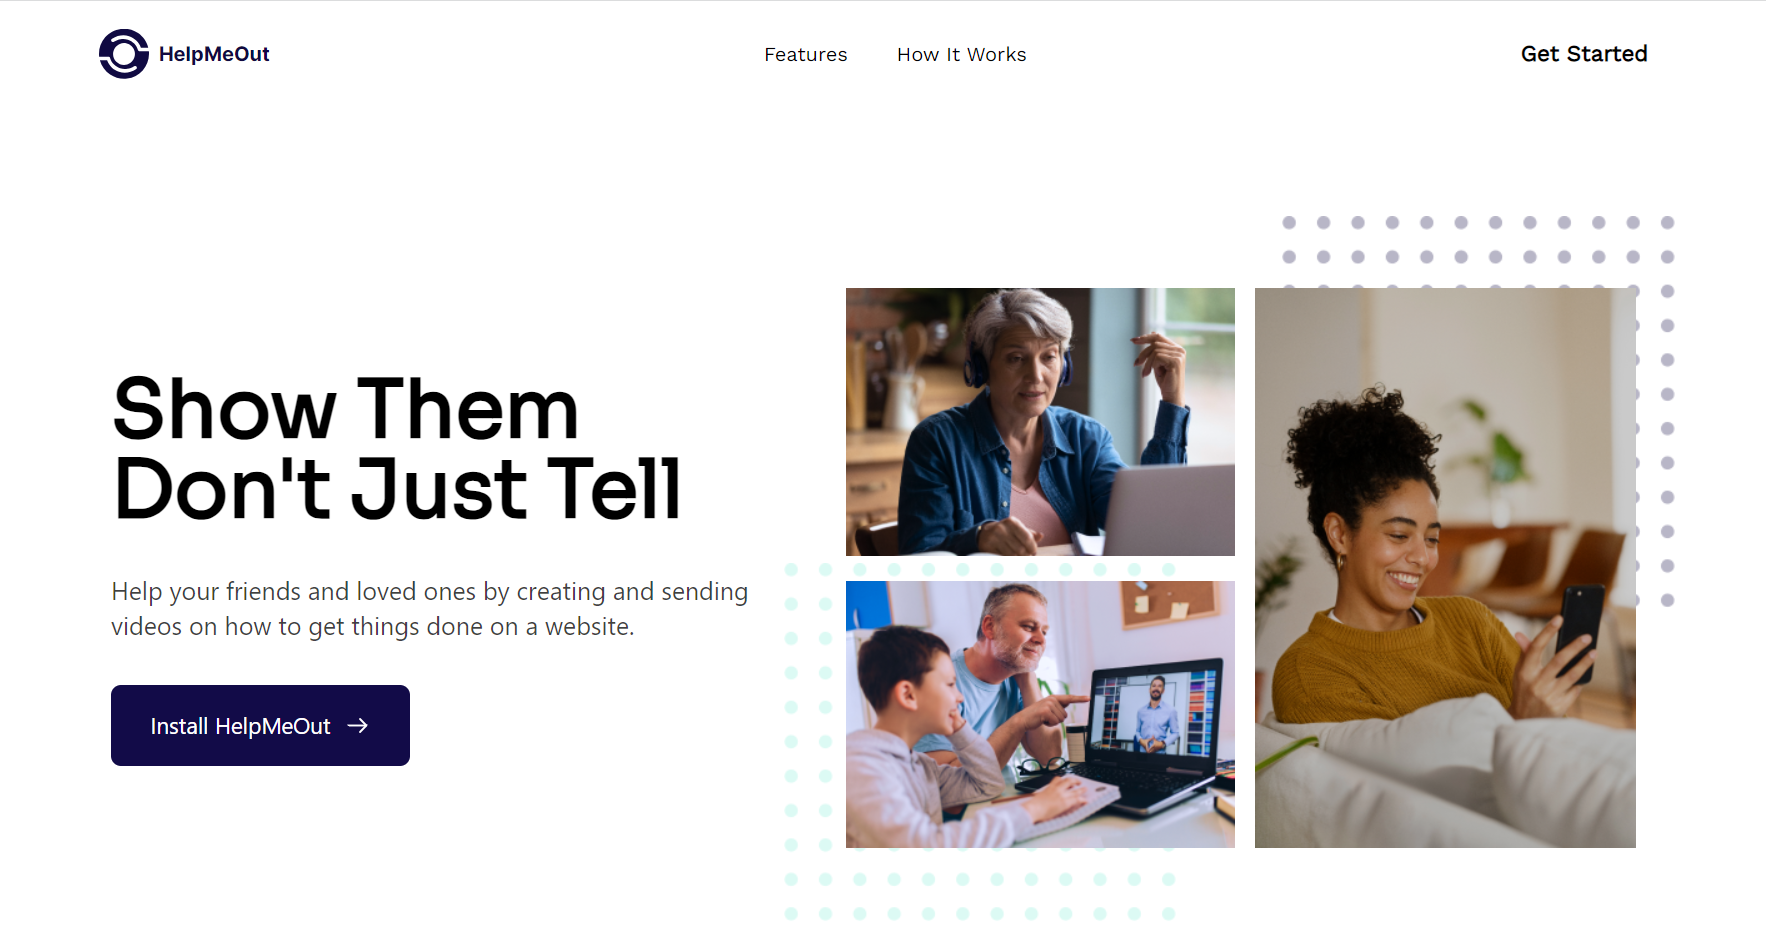 HelpMeOut
Features
How It Works
Get Started
Show Them
Don't Just Tell
Help your friends and loved ones by creating and sending
videos on how to get things done on a website.
Install HelpMeOut →